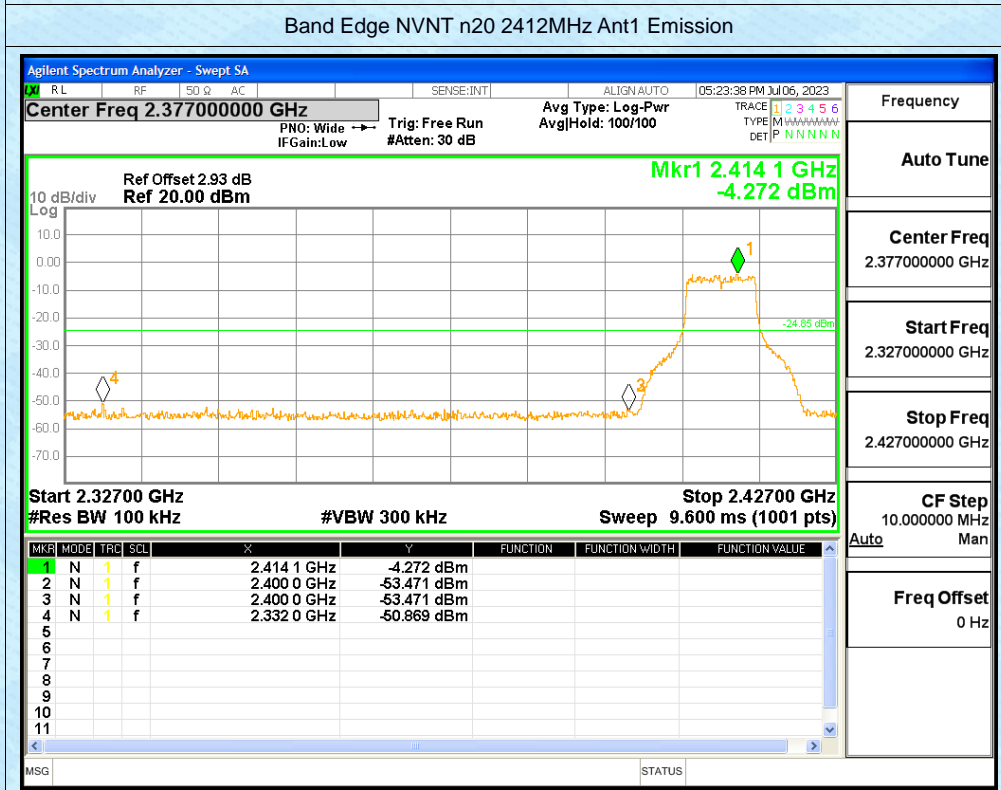 Band Edge NVNT n20 2412MHz Ant1 Emission
Agilent Spectrum Analyzer - Swept SA
LXI RL RF 50 Ω AC SENSE:INT ALIGN AUTO 05:23:38 PM Jul 06, 2023
Center Freq 2.377000000 GHz
PNO: Wide
IFGain:Low
Trig: Free Run
#Atten: 30 dB
Avg Type: Log-Pwr
Avg|Hold: 100/100
TRACE 1 2 3 4 5 6
TYPE M WWWWW
DET P N N N N N
Mkr1 2.414 1 GHz
-4.272 dBm
Ref Offset 2.93 dB
10 dB/div Ref 20.00 dBm
Log
10.0
0.00
-10.0
-20.0
-30.0
-40.0
-50.0
-60.0
-70.0
1
-24.85 dBm
4
3
Start 2.32700 GHz Stop 2.42700 GHz
#Res BW 100 kHz #VBW 300 kHz Sweep 9.600 ms (1001 pts)
MKR MODE TRC SCL X Y FUNCTION FUNCTION WIDTH FUNCTION VALUE
1 N 1 f 2.414 1 GHz -4.272 dBm
2 N 1 f 2.400 0 GHz -53.471 dBm
3 N 1 f 2.400 0 GHz -53.471 dBm
4 N 1 f 2.332 0 GHz -50.869 dBm
5
6
7
8
9
10
11
MSG STATUS
Frequency
Auto Tune
Center Freq
2.377000000 GHz
Start Freq
2.327000000 GHz
Stop Freq
2.427000000 GHz
CF Step
10.000000 MHz
Auto Man
Freq Offset
0 Hz